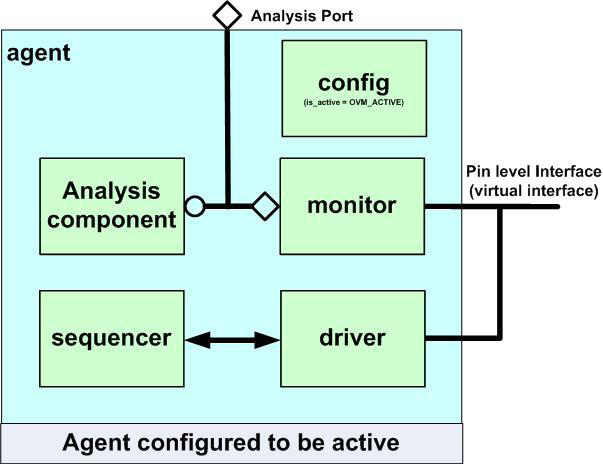 Analysis Port
agent
config
(is_active = OVM_ACTIVE)
Pin level Interface
(virtual interface)
Analysis
component
monitor
sequencer
driver
Agent configured to be active